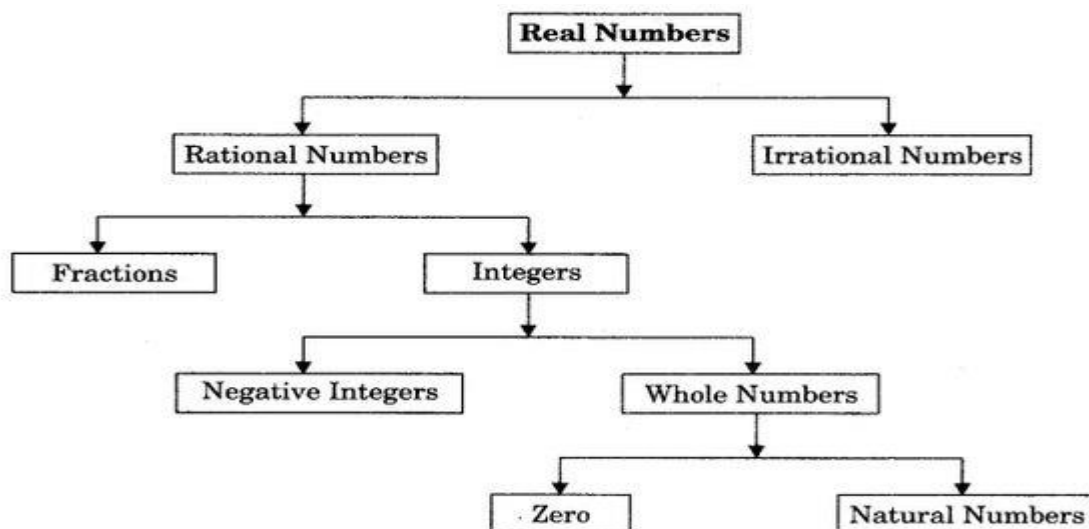 Real Numbers
Rational Numbers
Irrational Numbers
Fractions
Integers
Negative Integers
Whole Numbers
Zero
Natural Numbers